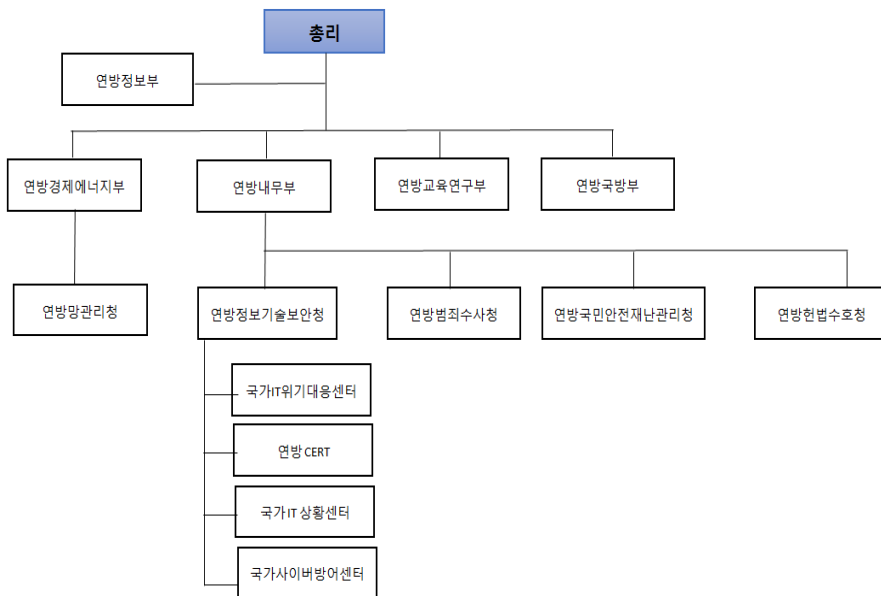 총리
연방정보부
연방경제에너지부
연방내무부
연방교육연구부
연방국방부
연방망관리청
연방정보기술보안청
연방범죄수사청
연방국민안전재난관리청
연방헌법수호청
국가IT위기대응센터
연방 CERT
국가 IT 상황센터
국가사이버방어센터